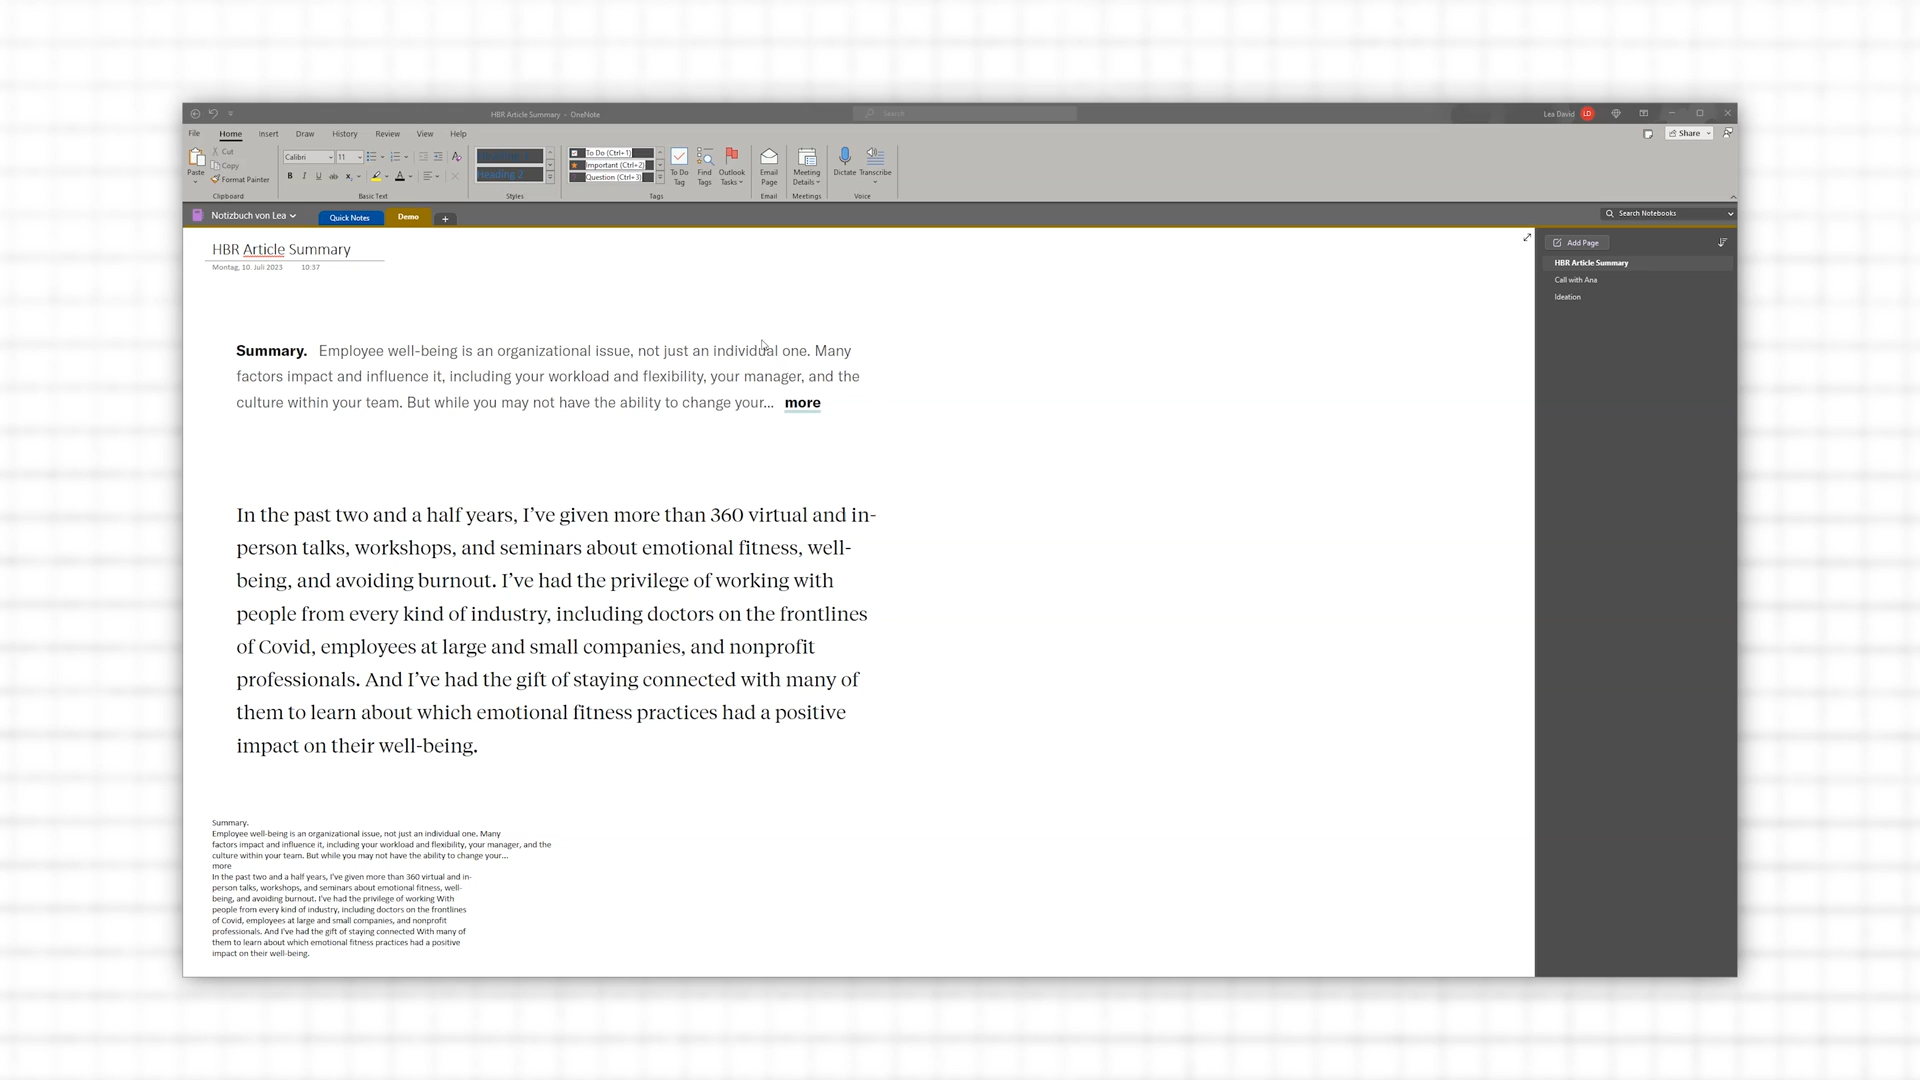 HBR Article Summary - OneNote
Search
Lea David LD
File Home Insert Draw History Review View Help
Share
Paste
Cut
Copy
Format Painter
Clipboard
Calibri 11
B I U ab x
A
Basic Text
Heading 2
Styles
To Do (Ctrl+1)
Important (Ctrl+2)
Question (Ctrl+3)
To Do Tag
Find Tags
Outlook Tasks
Tags
Email Page
Email
Meeting Details
Meetings
Dictate
Transcribe
Voice
Notizbuch von Lea
Quick Notes
Demo
+
Search Notebooks
HBR Article Summary
Montag, 10. Juli 2023 10:37
Add Page
HBR Article Summary
Call with Ana
Ideation
Summary. Employee well-being is an organizational issue, not just an individual one. Many
factors impact and influence it, including your workload and flexibility, your manager, and the
culture within your team. But while you may not have the ability to change your... more
In the past two and a half years, I’ve given more than 360 virtual and in-
person talks, workshops, and seminars about emotional fitness, well-
being, and avoiding burnout. I’ve had the privilege of working with
people from every kind of industry, including doctors on the frontlines
of Covid, employees at large and small companies, and nonprofit
professionals. And I’ve had the gift of staying connected with many of
them to learn about which emotional fitness practices had a positive
impact on their well-being.
Summary.
Employee well-being is an organizational issue, not just an individual one. Many
factors impact and influence it, including your workload and flexibility, your manager, and the
culture within your team. But while you may not have the ability to change your...
more
In the past two and a half years, I've given more than 360 virtual and in-
person talks, workshops, and seminars about emotional fitness, well-
being, and avoiding burnout. I've had the privilege of working With
people from every kind of industry, including doctors on the frontlines
of Covid, employees at large and small companies, and nonprofit
professionals. And I've had the gift of staying connected With many of
them to learn about which emotional fitness practices had a positive
impact on their well-being.